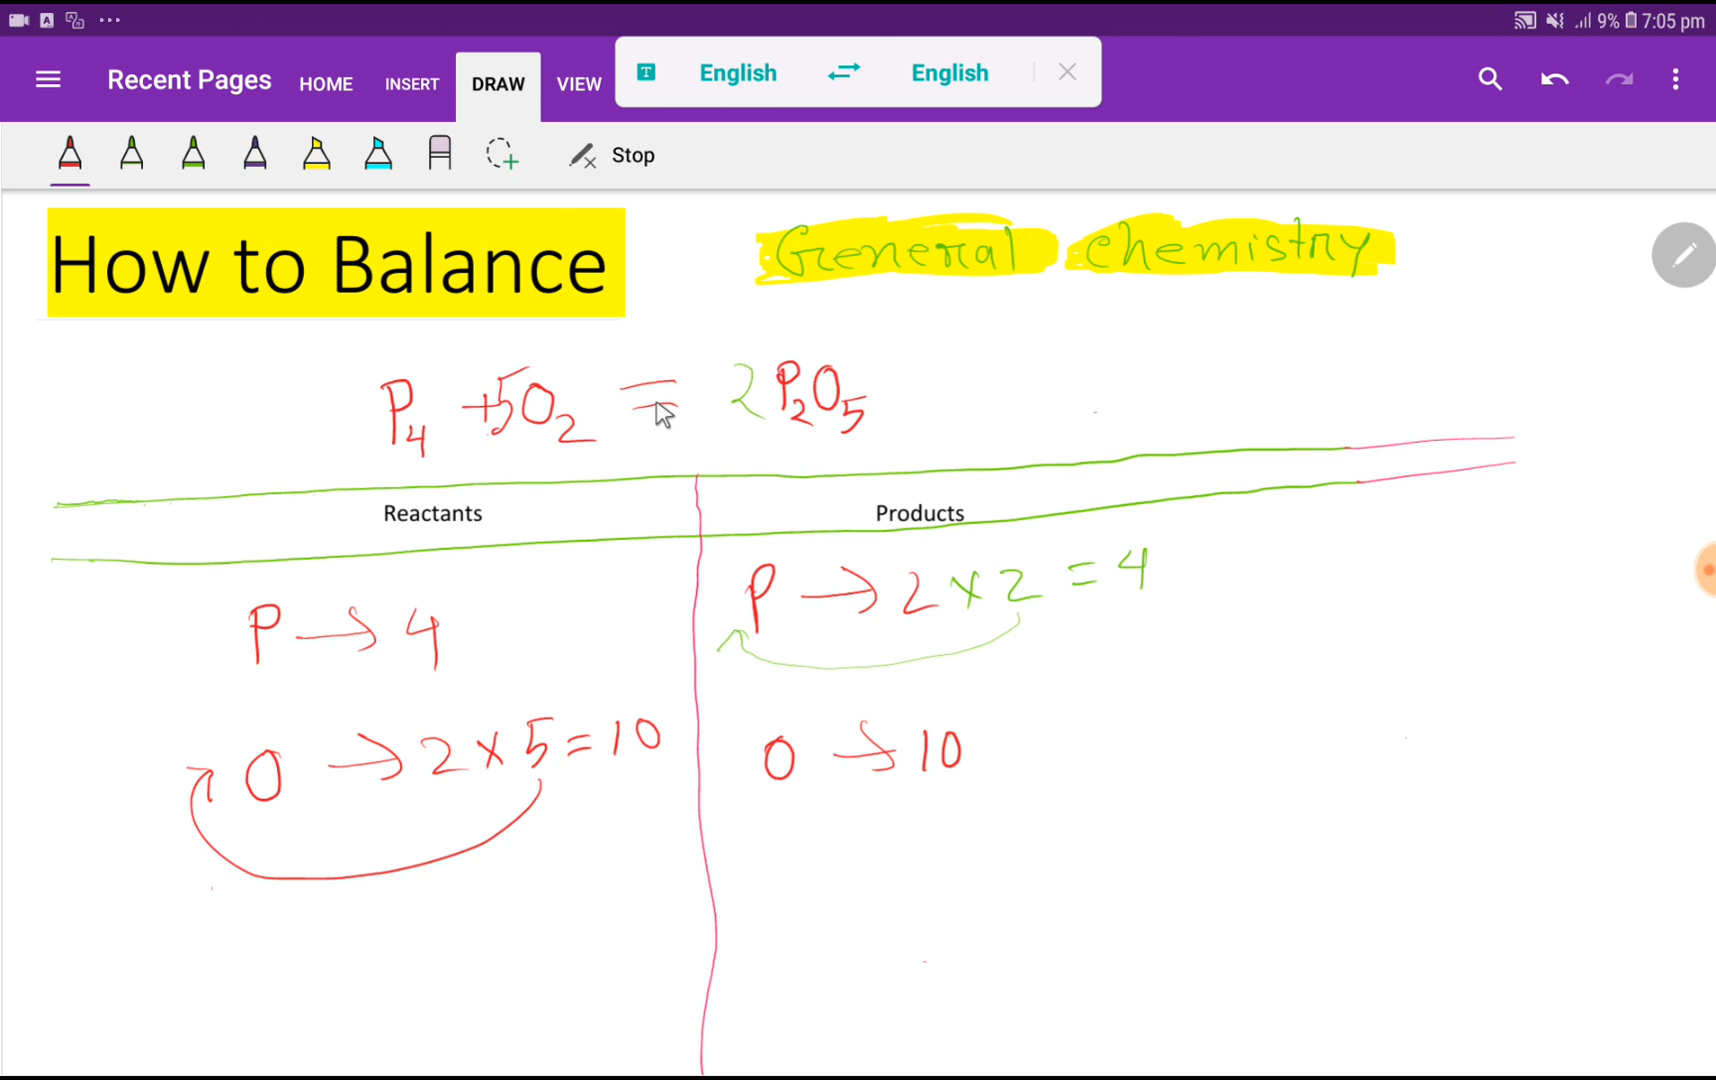 ... 9% 7:05 pm
Recent Pages HOME INSERT DRAW VIEW T English English
Stop
How to Balance General chemistry
P₄ + 5O₂ = 2P₂O₅
Reactants Products
P → 4 P → 2 × 2 = 4
O → 2 × 5 = 10 O → 10